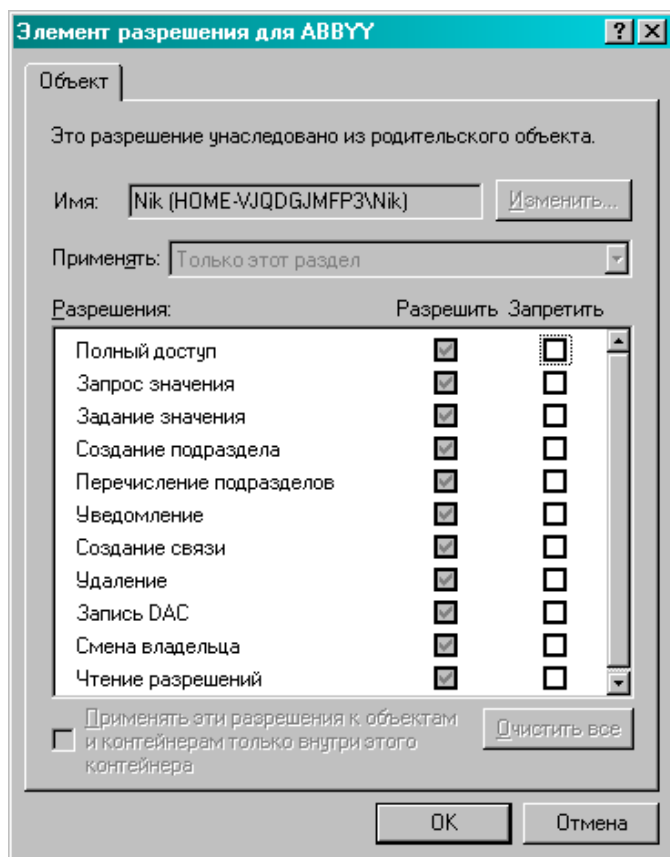 Элемент разрешения для ABBYY
Объект
Это разрешение унаследовано из родительского объекта.
Имя: Nik (HOME-VJQDGJMFP3\Nik) Изменить...
Применять: Только этот раздел
Разрешения: Разрешить Запретить
Полный доступ
Запрос значения
Задание значения
Создание подраздела
Перечисление подразделов
Уведомление
Создание связи
Удаление
Запись DAC
Смена владельца
Чтение разрешений
Применять эти разрешения к объектам
и контейнерам только внутри этого
контейнера
Очистить все
OK Отмена